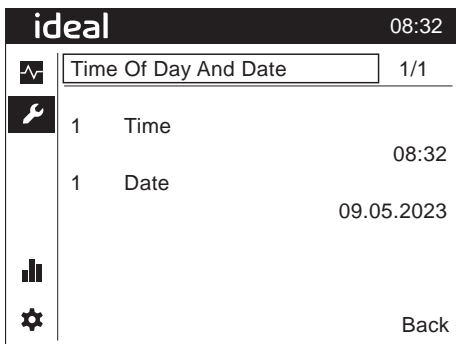 ideal 08:32
Time Of Day And Date 1/1
1 Time
08:32
1 Date
09.05.2023
Back